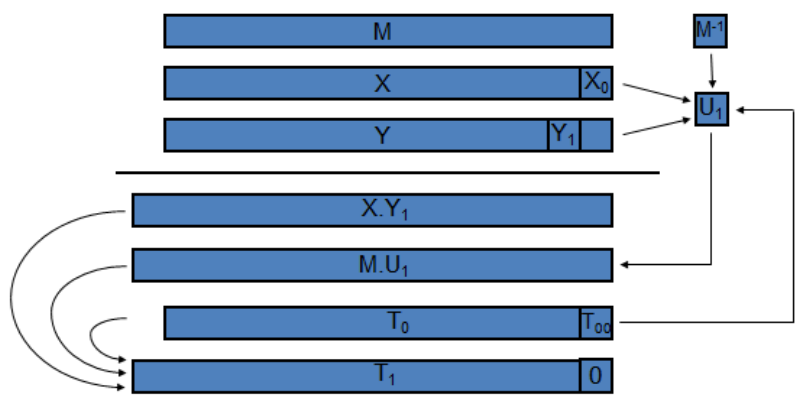 M M⁻¹
X X₀
U₁
Y Y₁
X.Y₁
M.U₁
T₀ T₀₀
T₁ 0